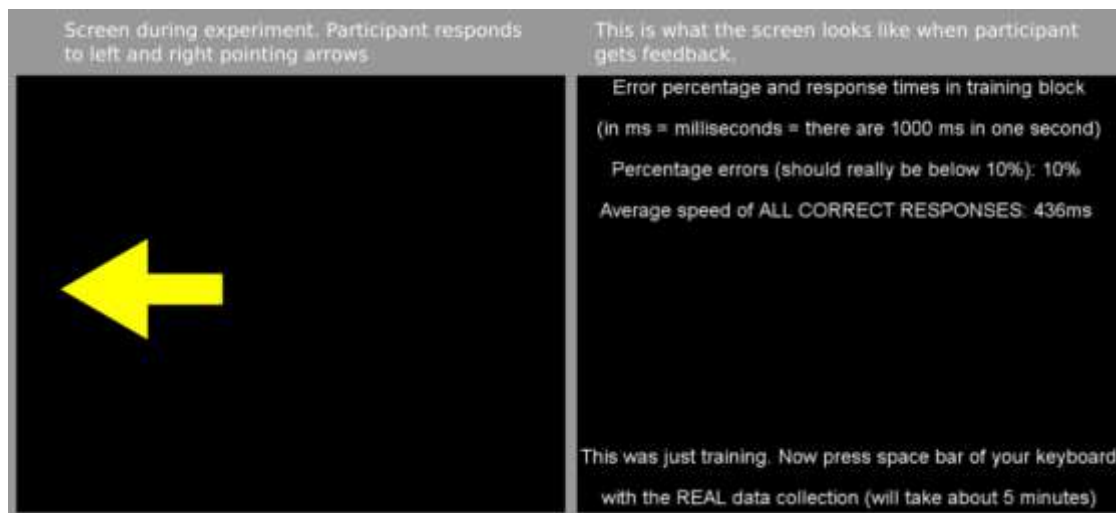 Screen during experiment. Participant responds
to left and right pointing arrows
This is what the screen looks like when participant
gets feedback.
Error percentage and response times in training block
(in ms = milliseconds = there are 1000 ms in one second)
Percentage errors (should really be below 10%): 10%
Average speed of ALL CORRECT RESPONSES: 436ms
This was just training. Now press space bar of your keyboard
with the REAL data collection (will take about 5 minutes)